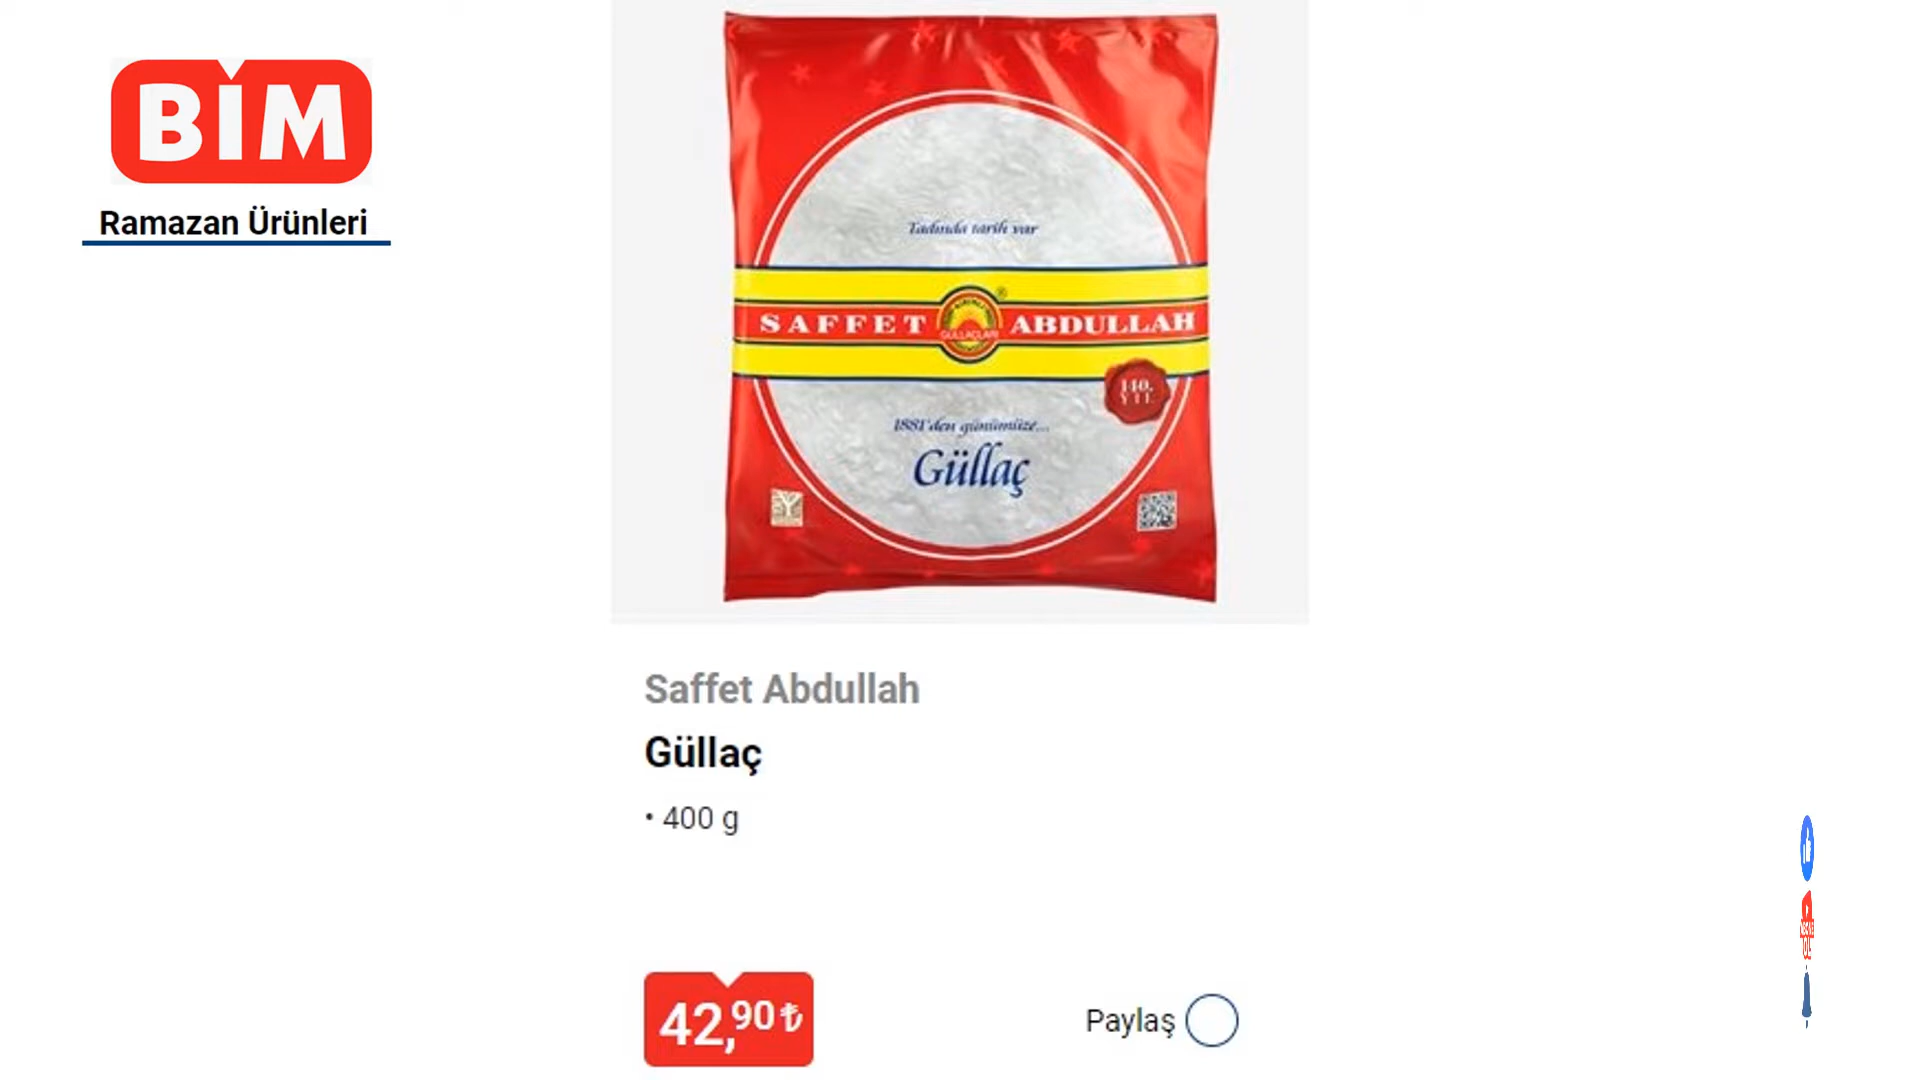 BİM
Ramazan Ürünleri
Tadında tarih var
SAFFET ABDULLAH
GÜLLAÇLARI
140.
YIL
1881'den günümüze...
Güllaç
Saffet Abdullah
Güllaç
• 400 g
42,90₺
Paylaş